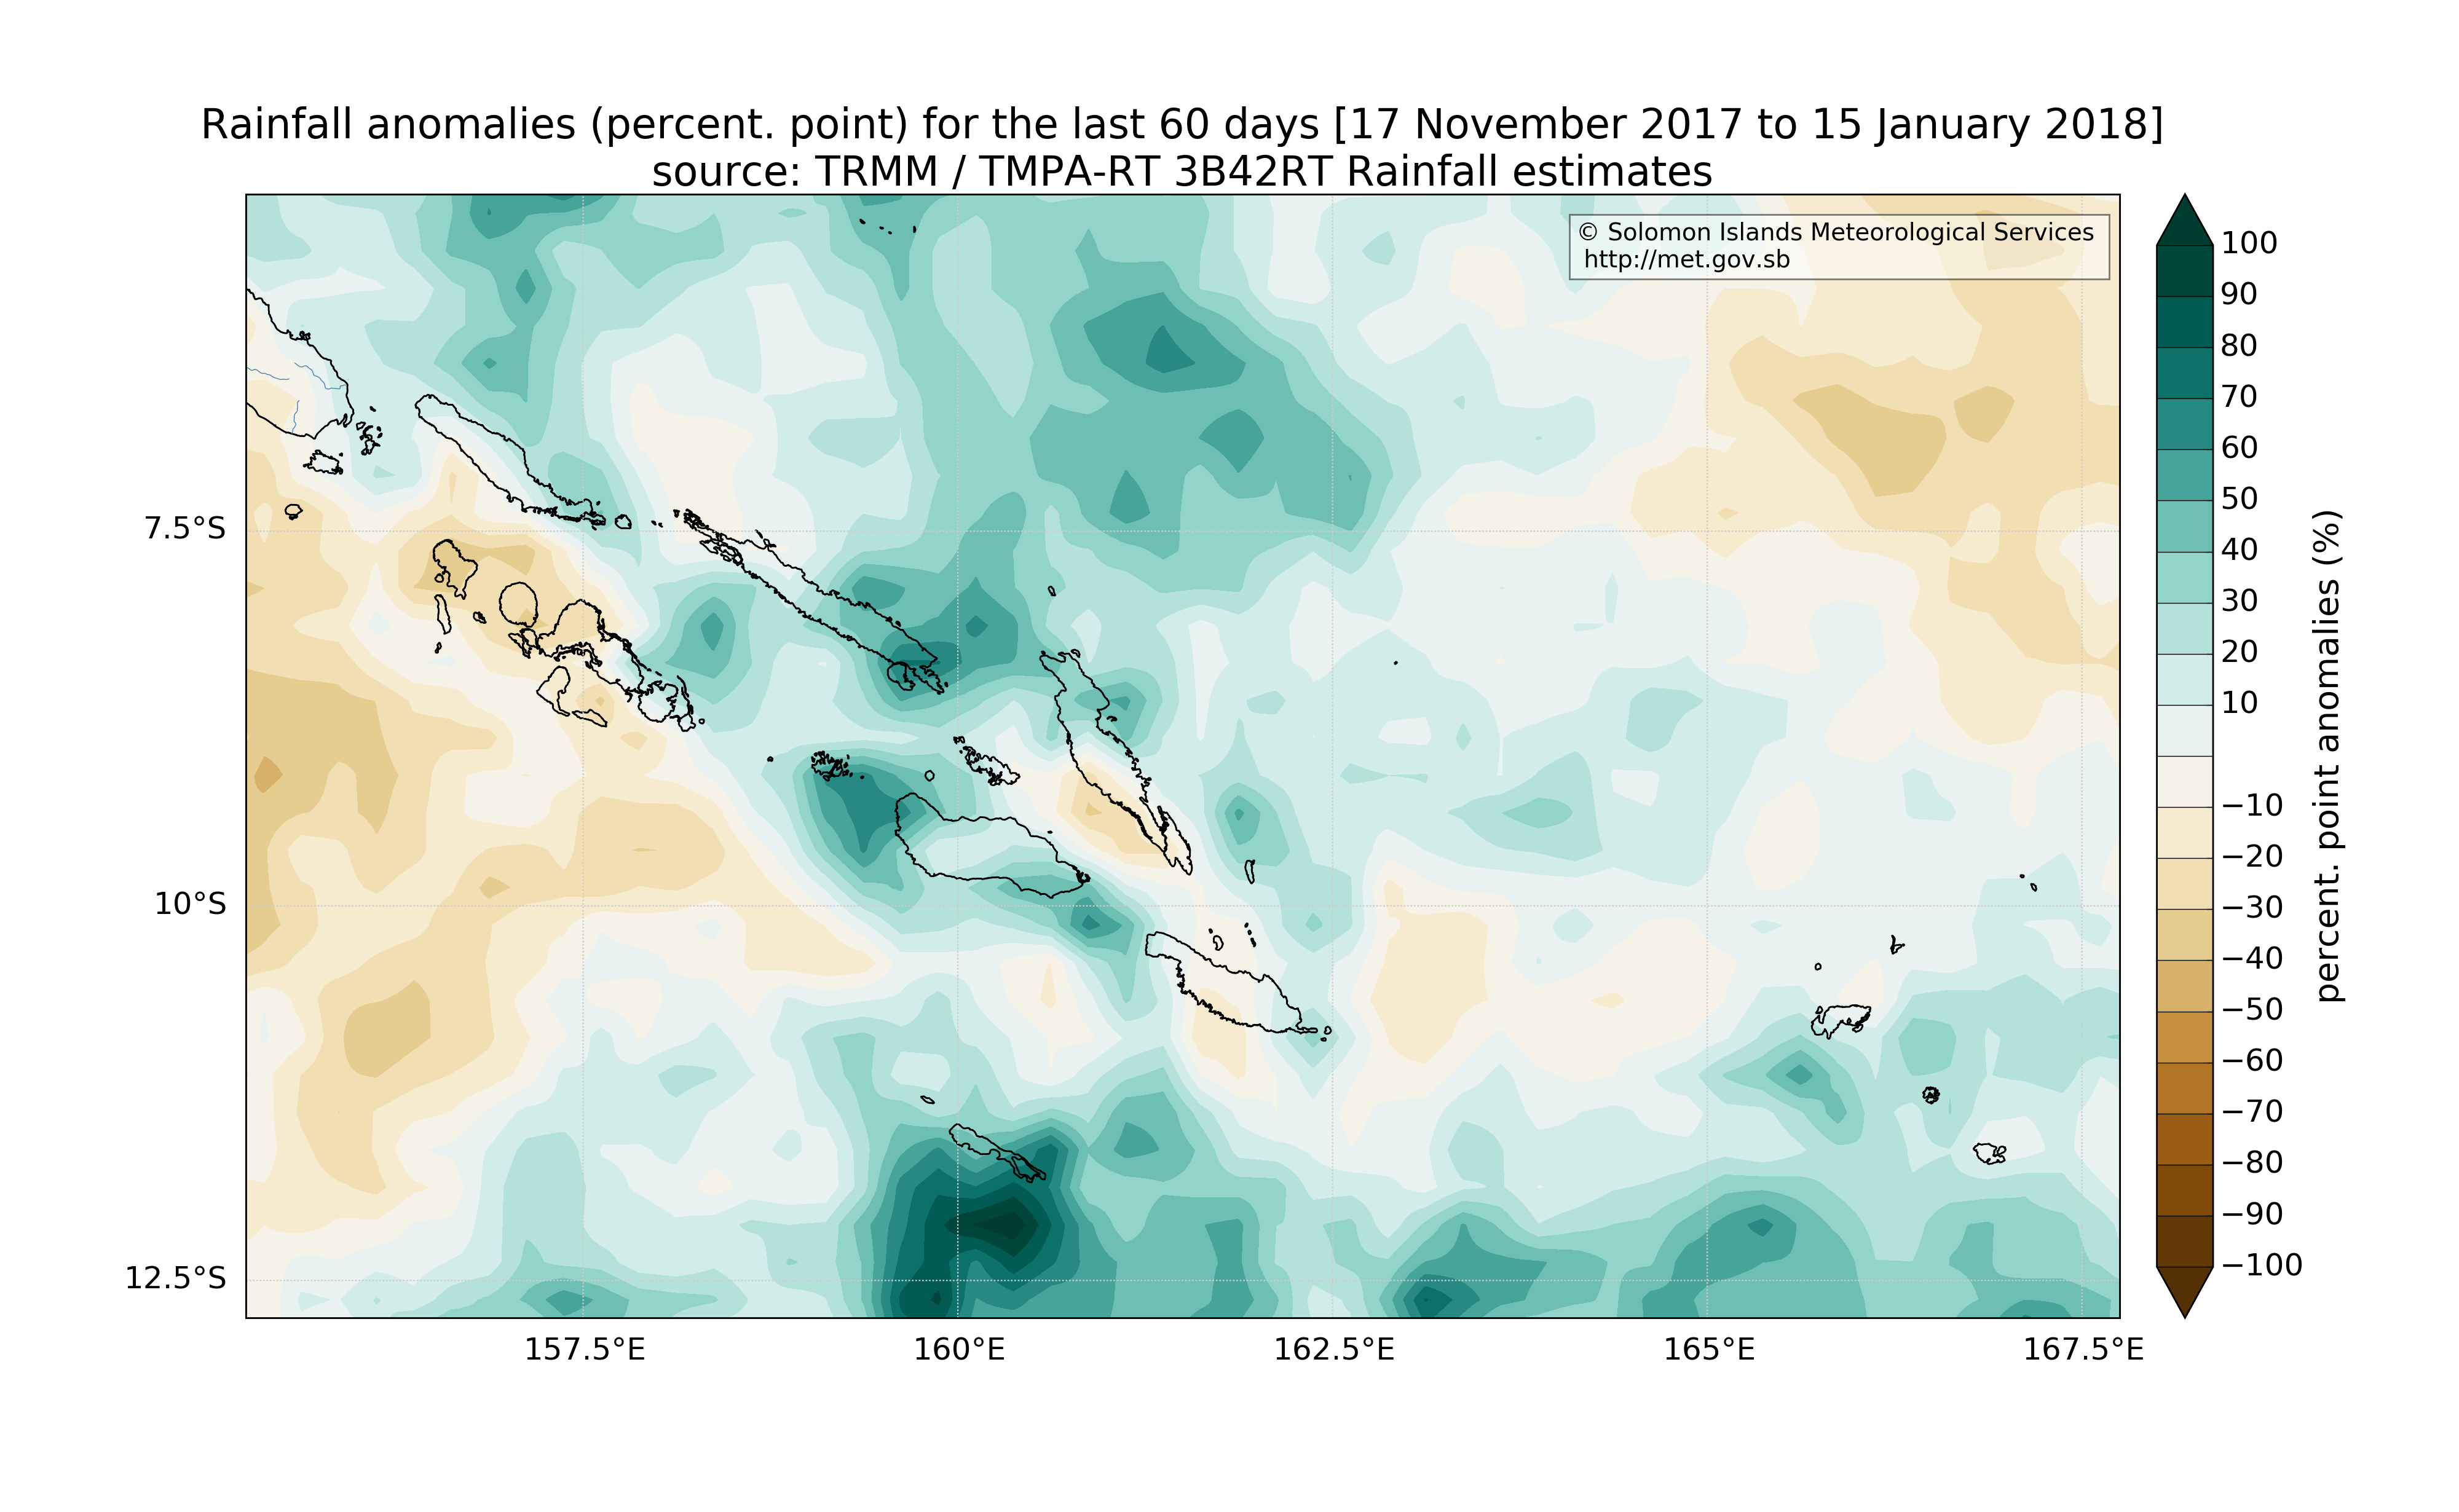 Rainfall anomalies (percent. point) for the last 60 days [17 November 2017 to 15 January 2018]
source: TRMM / TMPA-RT 3B42RT Rainfall estimates
© Solomon Islands Meteorological Services
http://met.gov.sb
7.5°S
10°S
12.5°S
157.5°E
160°E
162.5°E
165°E
167.5°E
100
90
80
70
60
50
40
30
20
10
−10
−20
−30
−40
−50
−60
−70
−80
−90
−100
percent. point anomalies (%)